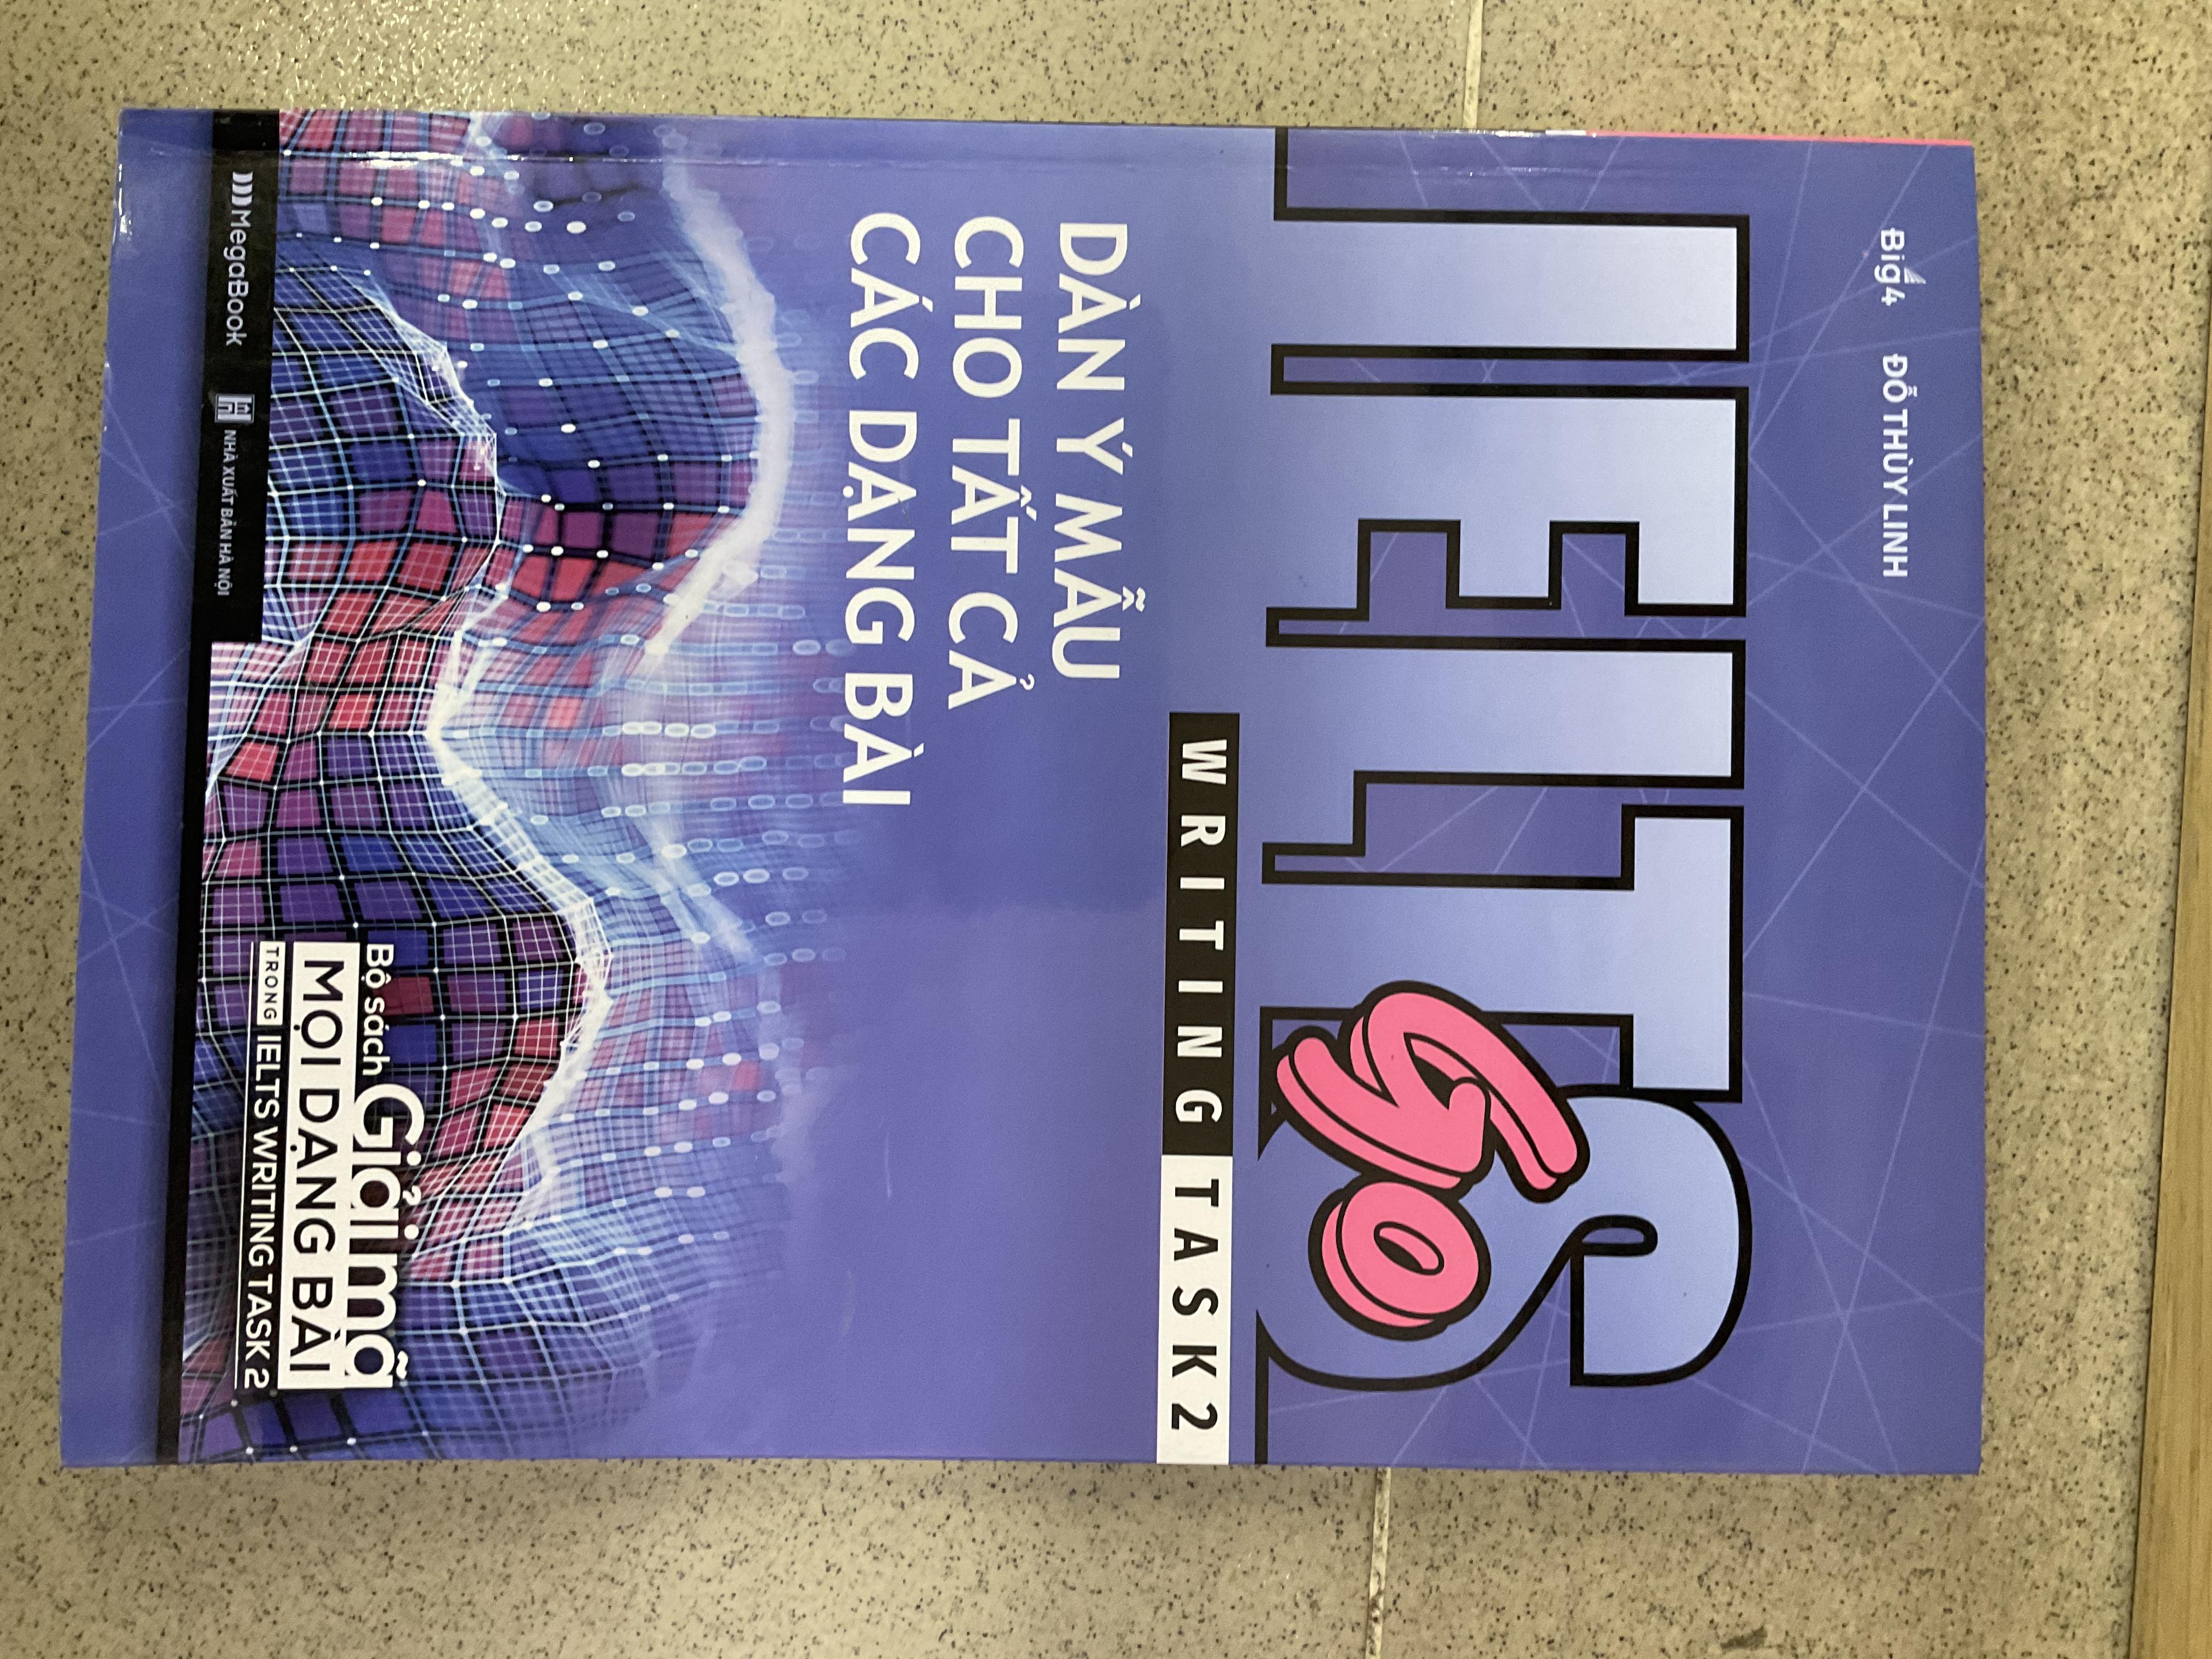 Big4 ĐỖ THÙY LINH
IELTS
Go
WRITING TASK 2
DÀN Ý MẪU
CHO TẤT CẢ
CÁC DẠNG BÀI
Bộ sách Giải mã
MỌI DẠNG BÀI
TRONG IELTS WRITING TASK 2
MegaBook NHÀ XUẤT BẢN HÀ NỘI